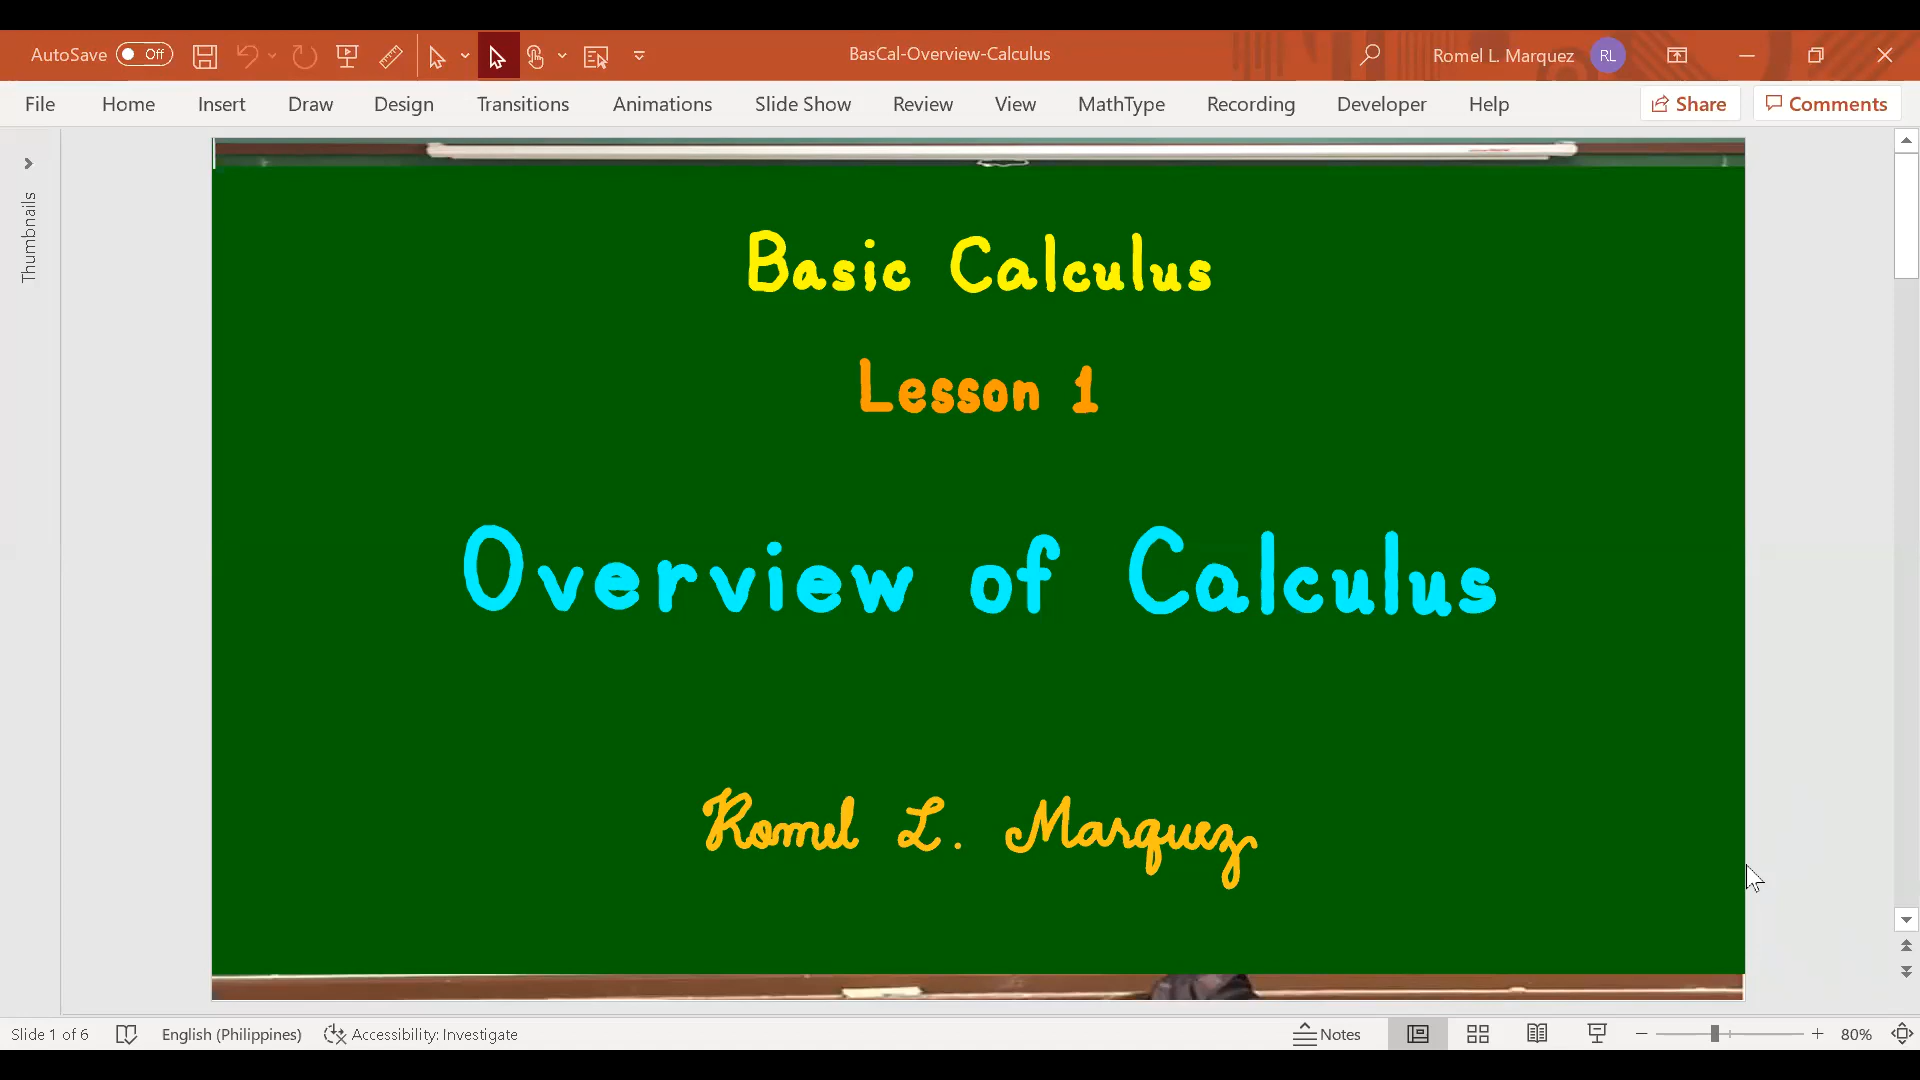 AutoSave Off BasCal-Overview-Calculus Romel L. Marquez RL
File Home Insert Draw Design Transitions Animations Slide Show Review View MathType Recording Developer Help Share Comments
Thumbnails
Basic Calculus
Lesson 1
Overview of Calculus
Romel L. Marquez
Slide 1 of 6 English (Philippines) Accessibility: Investigate Notes 80%